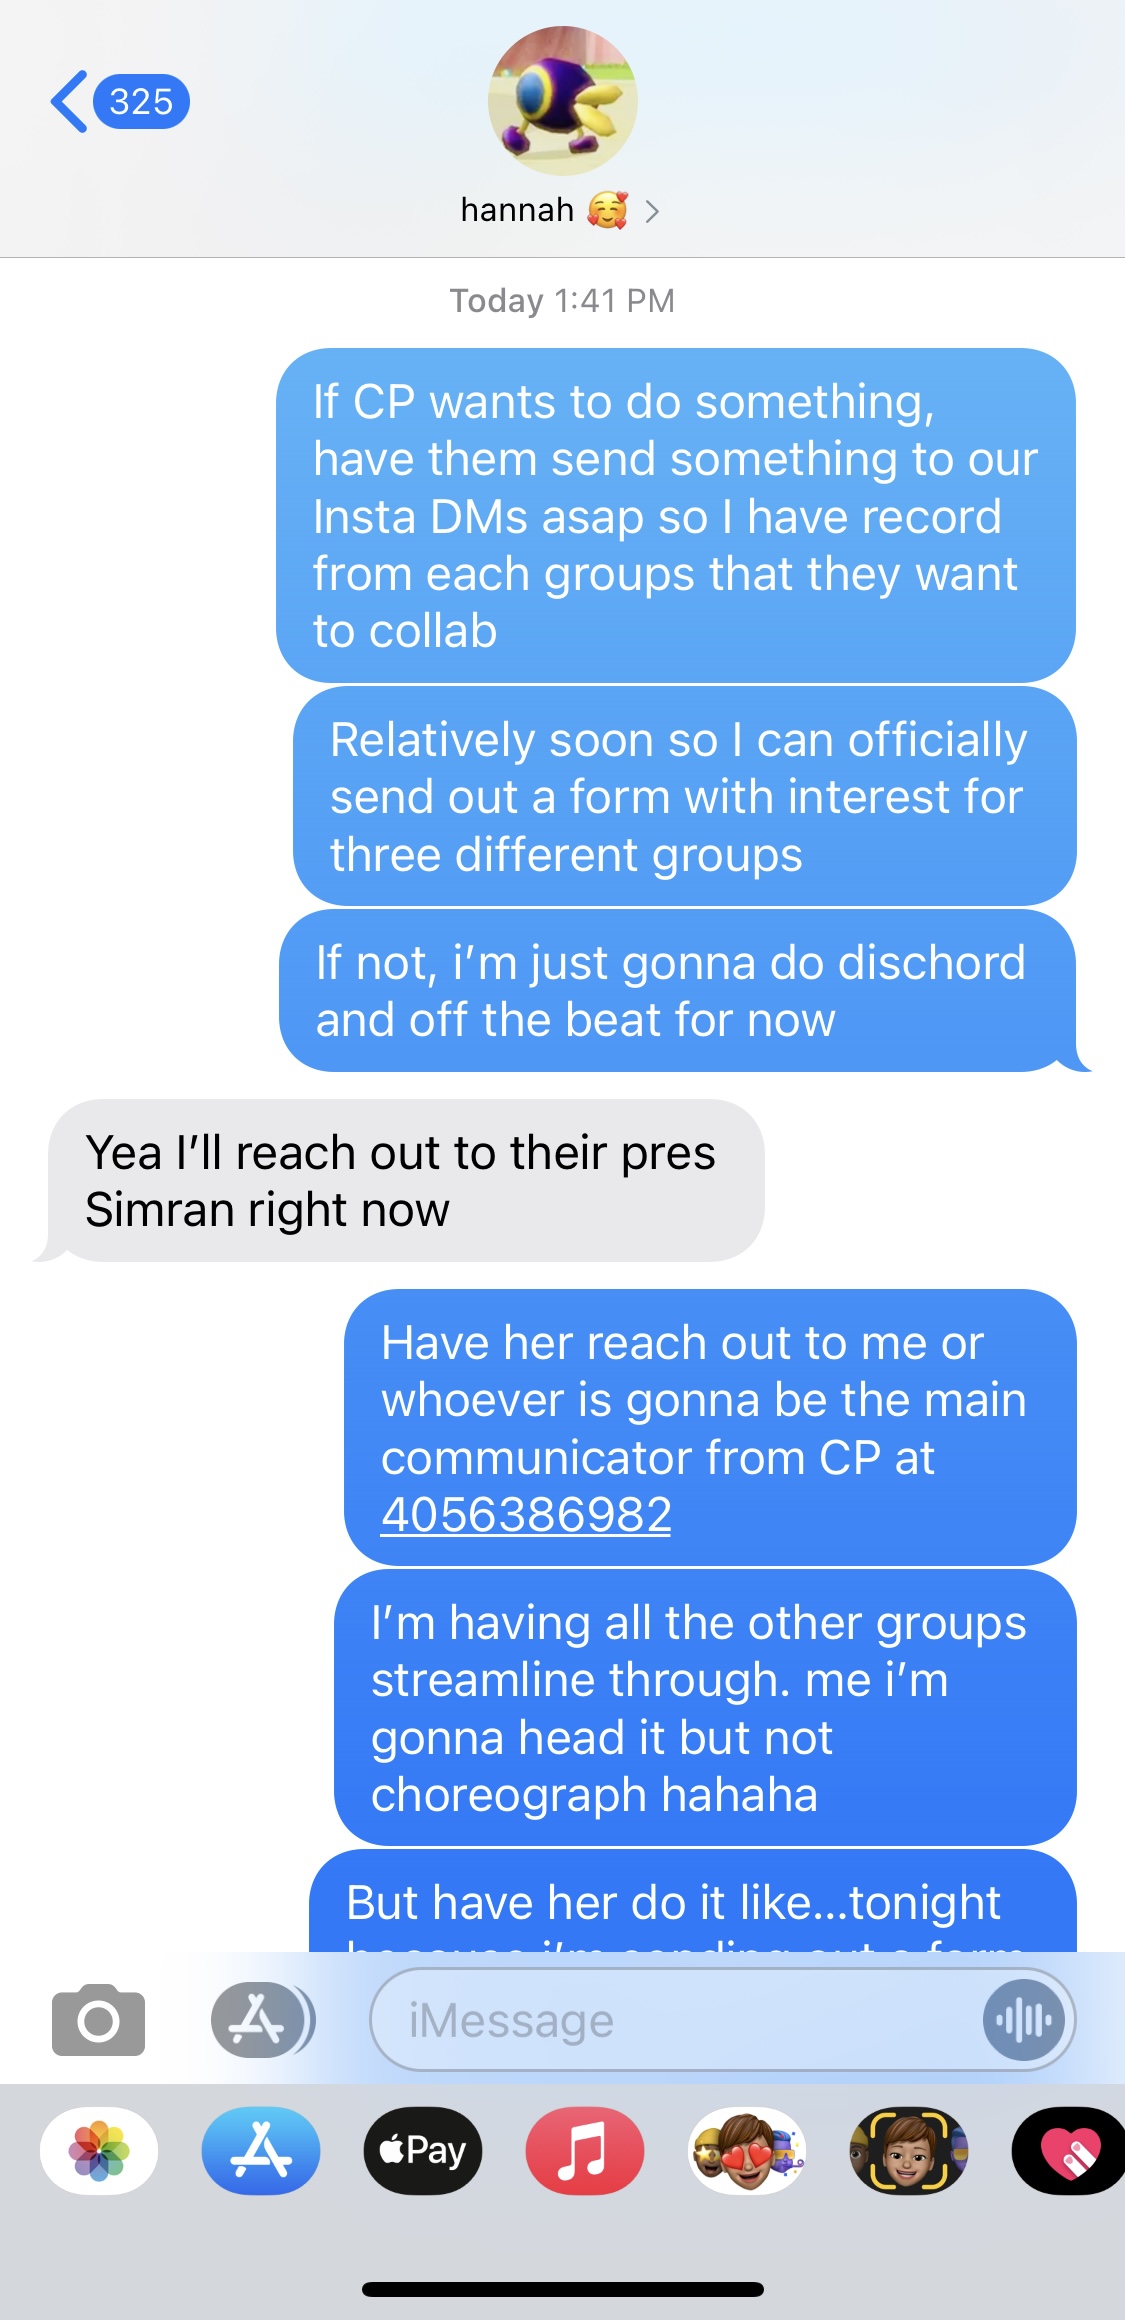 325
hannah 🥰
Today 1:41 PM
If CP wants to do something,
have them send something to our
Insta DMs asap so I have record
from each groups that they want
to collab
Relatively soon so I can officially
send out a form with interest for
three different groups
If not, i’m just gonna do dischord
and off the beat for now
Yea I’ll reach out to their pres
Simran right now
Have her reach out to me or
whoever is gonna be the main
communicator from CP at
4056386982
I’m having all the other groups
streamline through. me i’m
gonna head it but not
choreograph hahaha
But have her do it like...tonight
because i’m sending out a form
iMessage
Pay